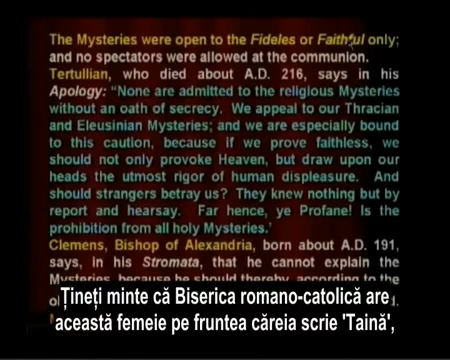 The Mysteries were open to the Fideles or Faithful only;
and no spectators were allowed at the communion.
Tertullian, who died about A.D. 216, says in his
Apology: “None are admitted to the religious Mysteries
without an oath of secrecy. We appeal to our Thracian
and Eleusinian Mysteries; and we are especially bound
to this caution, because if we prove faithless, we
should not only provoke Heaven, but draw upon our
heads the utmost rigor of human displeasure. And
should strangers betray us? They knew nothing but by
report and hearsay. Far hence, ye Profane! Is the
prohibition from all holy Mysteries.’
Clemens, Bishop of Alexandria, born about A.D. 191,
says, in his Stromata, that he cannot explain the
Mysteries, because he should thereby, according to the
Țineți minte că Biserica romano-catolică are
această femeie pe fruntea căreia scrie 'Taină',